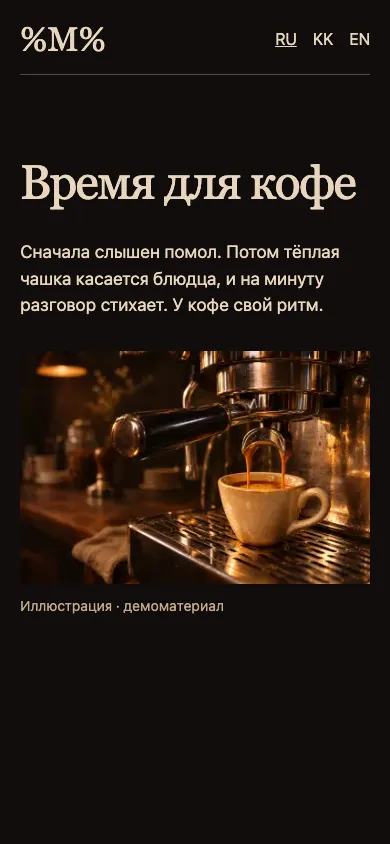 %M%
RU KK EN
Время для кофе
Сначала слышен помол. Потом тёплая
чашка касается блюдца, и на минуту
разговор стихает. У кофе свой ритм.
Иллюстрация · демоматериал